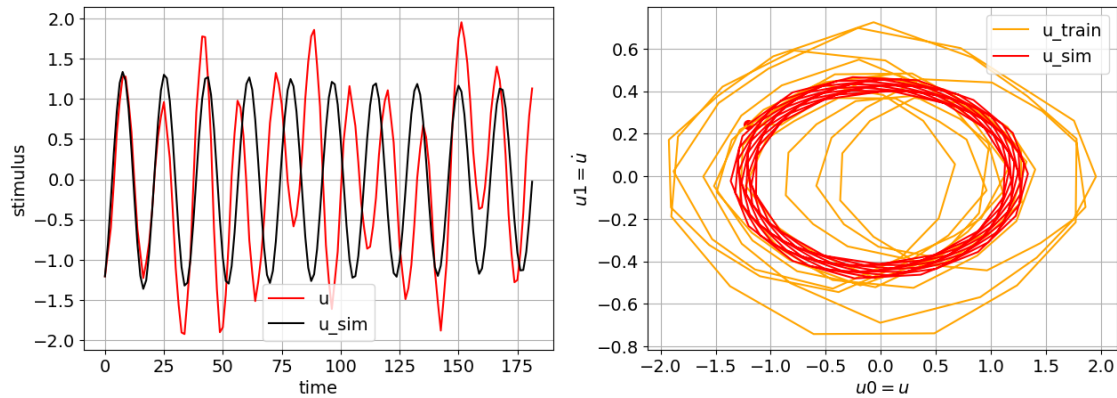 2.0
1.5
1.0
0.5
0.0
-0.5
-1.0
-1.5
-2.0
stimulus
0 25 50 75 100 125 150 175
time
u
u_sim
0.6
0.4
0.2
0.0
−0.2
−0.4
−0.6
−0.8
u1 = u̇
−2.0 −1.5 −1.0 −0.5 0.0 0.5 1.0 1.5 2.0
u0 = u
u_train
u_sim